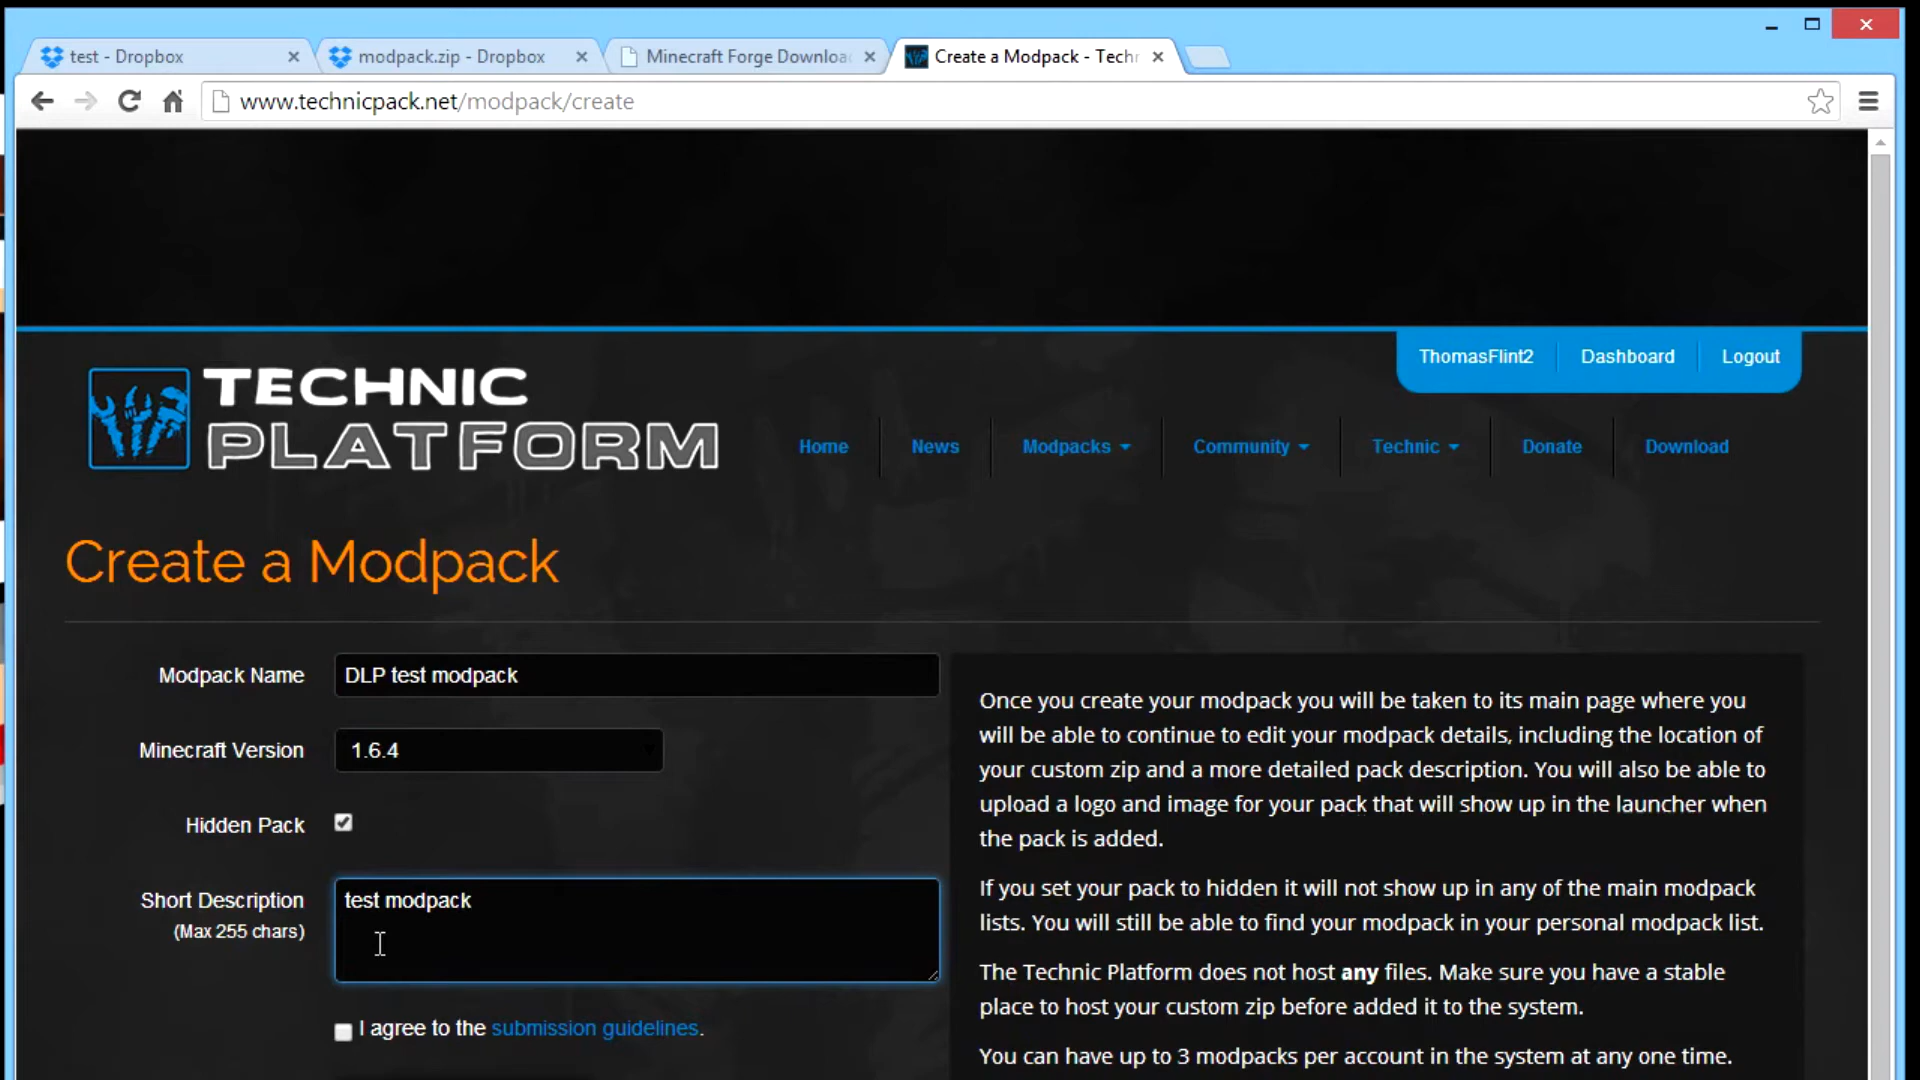 test - Dropbox
modpack.zip - Dropbox
Minecraft Forge Downloa
Create a Modpack - Techn
www.technicpack.net/modpack/create
ThomasFlint2
Dashboard
Logout
TECHNIC
PLATFORM
Home
News
Modpacks
Community
Technic
Donate
Download
Create a Modpack
Modpack Name
DLP test modpack
Minecraft Version
1.6.4
Hidden Pack
Short Description
(Max 255 chars)
test modpack
I agree to the submission guidelines.
Once you create your modpack you will be taken to its main page where you
will be able to continue to edit your modpack details, including the location of
your custom zip and a more detailed pack description. You will also be able to
upload a logo and image for your pack that will show up in the launcher when
the pack is added.
If you set your pack to hidden it will not show up in any of the main modpack
lists. You will still be able to find your modpack in your personal modpack list.
The Technic Platform does not host any files. Make sure you have a stable
place to host your custom zip before added it to the system.
You can have up to 3 modpacks per account in the system at any one time.